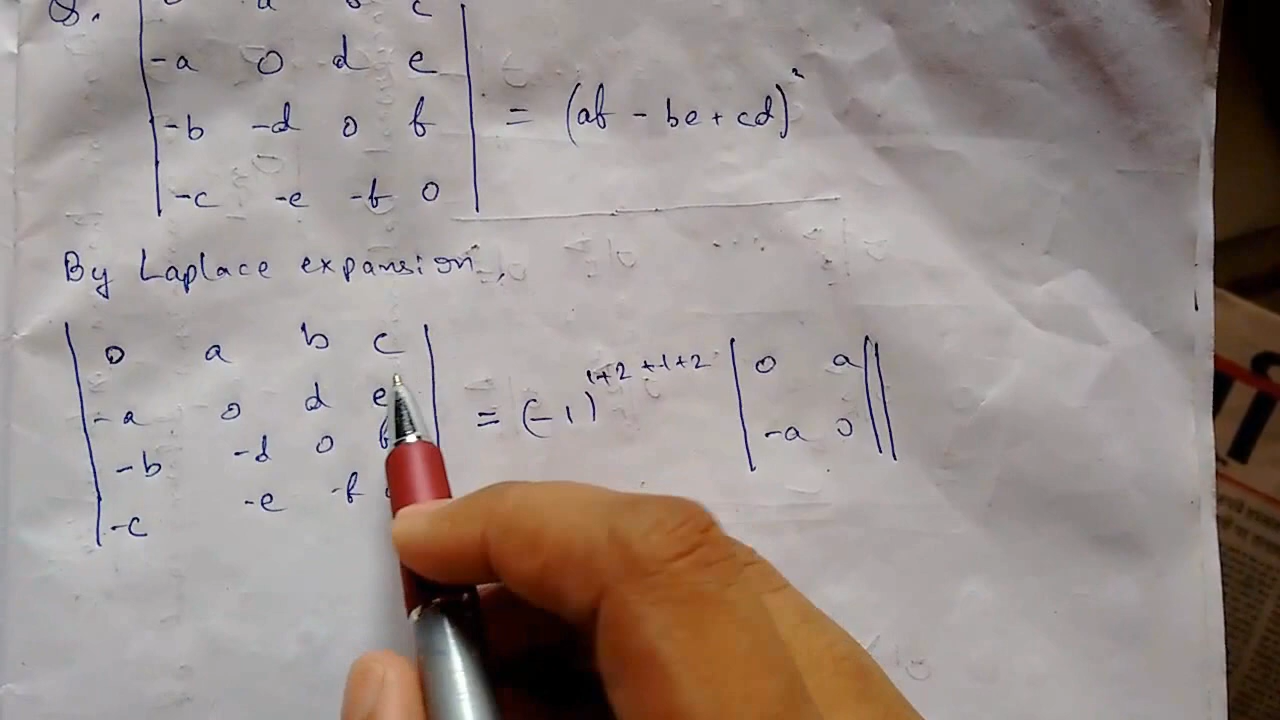 Q. | 0 a b c |
| -a 0 d e |
| -b -d 0 f | = (af - be + cd)²
| -c -e -f 0 |
By Laplace expansion,
| 0 a b c | = (-1)^{1+2+1+2} | 0 a | |
| -a 0 d e | | -a 0 | |
| -b -d 0 f
| -c -e -f